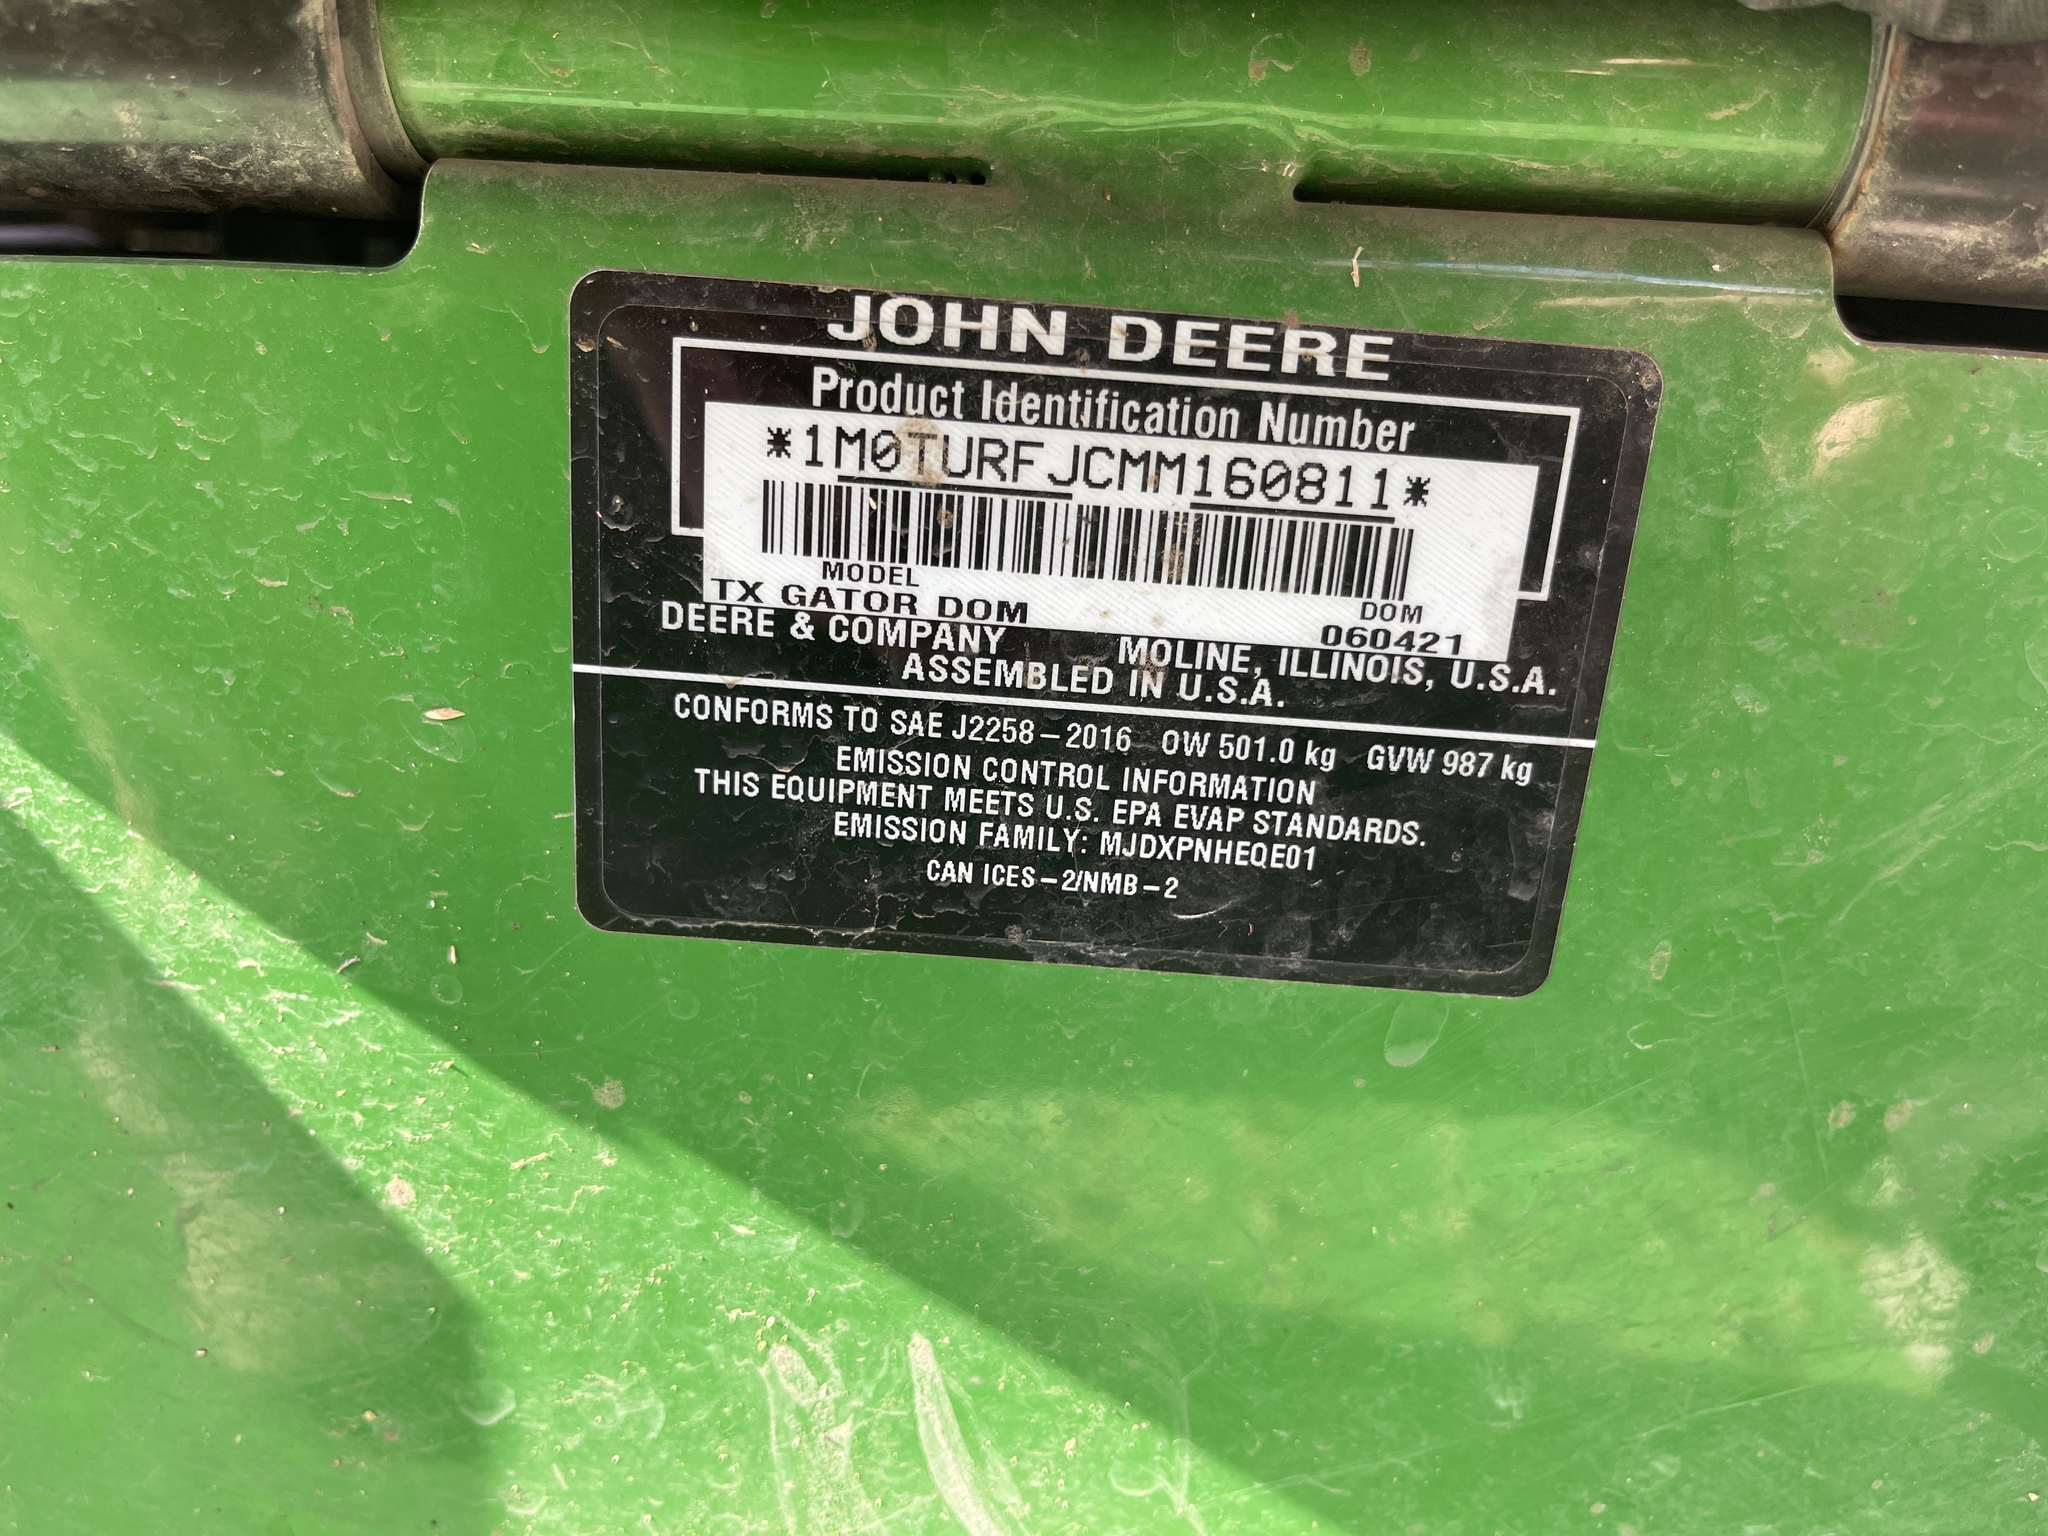 JOHN DEERE
Product Identification Number
*1M0TURFJCMM160811*
MODEL DOM
TX GATOR DOM 060421
DEERE & COMPANY MOLINE, ILLINOIS, U.S.A.
ASSEMBLED IN U.S.A.
CONFORMS TO SAE J2258-2016 OW 501.0 kg GVW 987 kg
EMISSION CONTROL INFORMATION
THIS EQUIPMENT MEETS U.S. EPA EVAP STANDARDS.
EMISSION FAMILY: MJDXPNHEQE01
CAN ICES-2/NMB-2